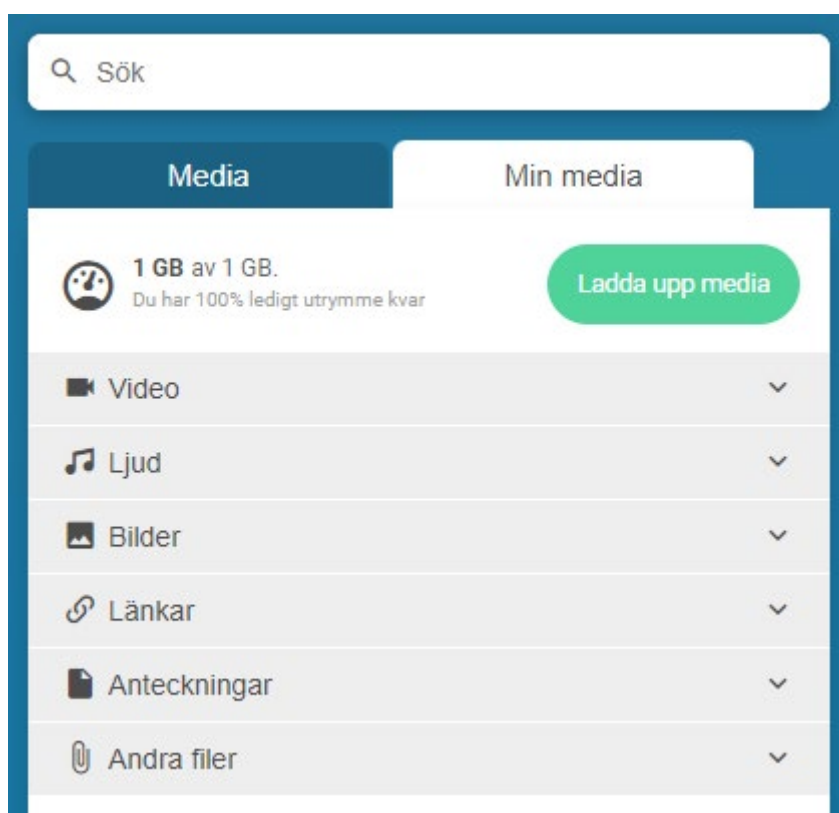 Sök
Media
Min media
1 GB av 1 GB.
Du har 100% ledigt utrymme kvar
Ladda upp media
Video
Ljud
Bilder
Länkar
Anteckningar
Andra filer